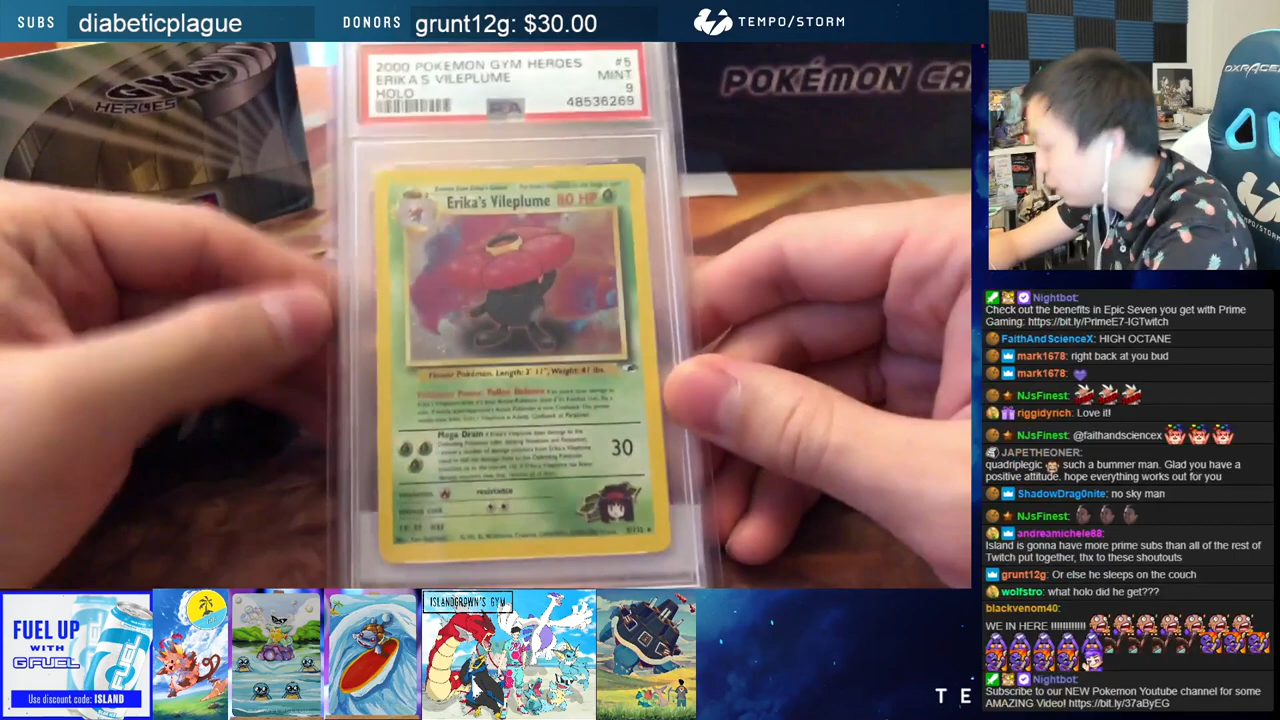 SUBS diabeticplague DONORS grunt12g: $30.00 TEMPO/STORM
2000 POKEMON GYM HEROES #5
ERIKA'S VILEPLUME MINT
HOLO 9
48536269
GYM
HEROES
POKÉMON CA
DXRACER
Erika's Vileplume 80 HP
Flower Pokémon. Length: 3' 11", Weight: 41 lbs.
Mega Drain
30
resistance
Nightbot:
Check out the benefits in Epic Seven you get with Prime
Gaming: https://bit.ly/PrimeE7-IGTwitch
FaithAndScienceX: HIGH OCTANE
mark1678: right back at you bud
mark1678:
NJsFinest:
riggidyrich: Love it!
NJsFinest: @faithandsciencex
JAPETHEONER:
quadriplegic such a bummer man. Glad you have a
positive attitude. hope everything works out for you
ShadowDrag0nite: no sky man
NJsFinest:
andreamichele88:
Island is gonna have more prime subs than all of the rest of
Twitch put together, thx to these shoutouts
grunt12g: Or else he sleeps on the couch
wolfstro: what holo did he get???
blackvenom40:
WE IN HERE !!!!!!!!!!!!
Nightbot:
Subscribe to our NEW Pokemon Youtube channel for some
AMAZING Video! https://bit.ly/37aByEG
FUEL UP
WITH
GFUEL
Use discount code: ISLAND
ISLANDGROWN'S GYM
T E